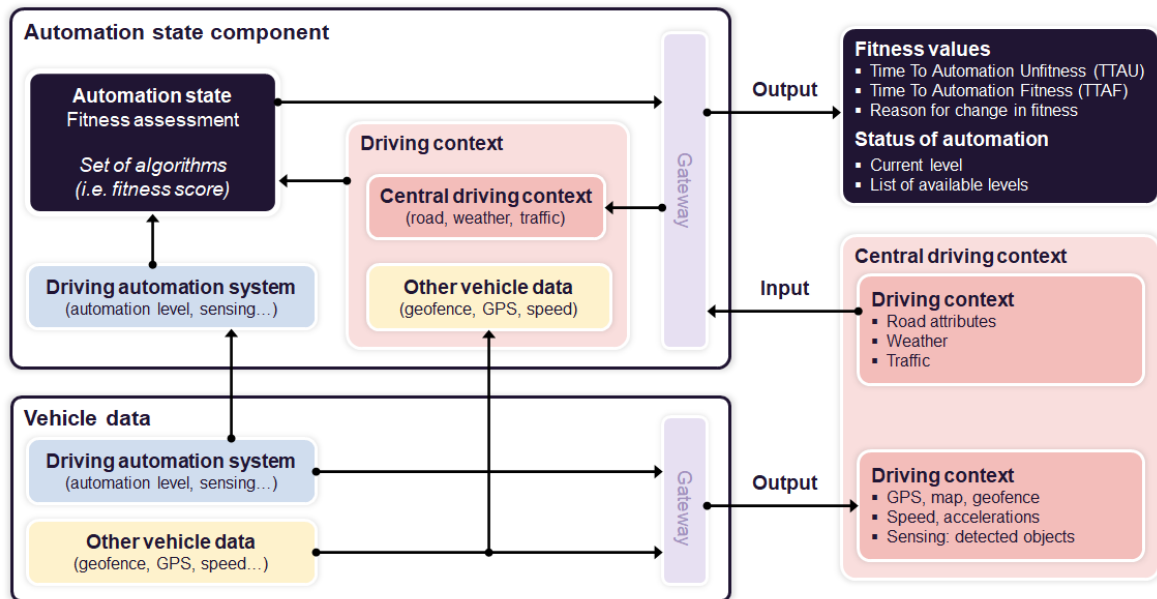 Automation state component
Automation state
Fitness assessment
Set of algorithms
(i.e. fitness score)
Driving context
Central driving context
(road, weather, traffic)
Other vehicle data
(geofence, GPS, speed)
Driving automation system
(automation level, sensing...)
Gateway
Output
Fitness values
▪ Time To Automation Unfitness (TTAU)
▪ Time To Automation Fitness (TTAF)
▪ Reason for change in fitness
Status of automation
▪ Current level
▪ List of available levels
Input
Central driving context
Driving context
▪ Road attributes
▪ Weather
▪ Traffic
Vehicle data
Driving automation system
(automation level, sensing...)
Other vehicle data
(geofence, GPS, speed...)
Gateway
Output
Driving context
▪ GPS, map, geofence
▪ Speed, accelerations
▪ Sensing: detected objects